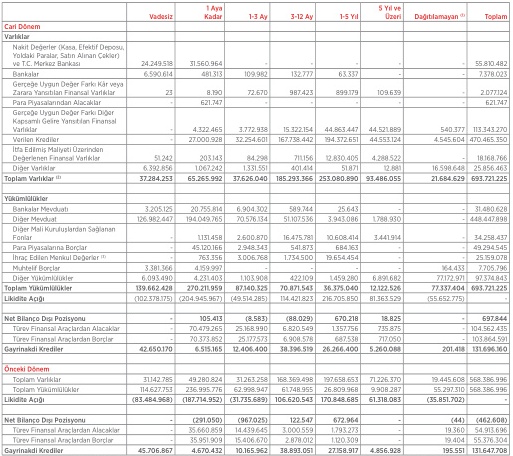 Vadesiz 1 Aya Kadar 1-3 Ay 3-12 Ay 1-5 Yıl 5 Yıl ve Üzeri Dağıtılamayan (2) Toplam
Cari Dönem
Varlıklar
Nakit Değerler (Kasa, Efektif Deposu,
Yoldaki Paralar, Satın Alınan Çekler)
ve T.C. Merkez Bankası 24.249.518 31.560.964 - - - - - 55.810.482
Bankalar 6.590.614 481.313 109.982 132.777 63.337 - - 7.378.023
Gerçeğe Uygun Değer Farkı Kâr veya
Zarara Yansıtılan Finansal Varlıklar 23 8.190 72.670 987.423 899.179 109.639 - 2.077.124
Para Piyasalarından Alacaklar - 621.747 - - - - - 621.747
Gerçeğe Uygun Değer Farkı Diğer
Kapsamlı Gelire Yansıtılan Finansal
Varlıklar - 4.322.465 3.772.938 15.322.154 44.863.447 44.521.889 540.377 113.343.270
Verilen Krediler - 27.000.928 32.254.601 167.738.442 194.372.651 44.553.124 4.545.604 470.465.350
İtfa Edilmiş Maliyeti Üzerinden
Değerlenen Finansal Varlıklar 51.242 203.143 84.298 711.156 12.830.405 4.288.522 - 18.168.766
Diğer Varlıklar 6.392.856 1.067.242 1.331.551 401.414 51.871 12.881 16.598.648 25.856.463
Toplam Varlıklar 37.284.253 65.265.992 37.626.040 185.293.366 253.080.890 93.486.055 21.684.629 693.721.225
Yükümlülükler
Bankalar Mevduatı 3.205.125 20.755.814 6.904.302 589.744 25.643 - - 31.480.628
Diğer Mevduat 126.982.447 194.049.765 70.576.134 51.107.536 3.943.086 1.788.930 - 448.447.898
Diğer Mali Kuruluşlardan Sağlanan
Fonlar - 1.131.458 2.600.870 16.475.781 10.608.414 3.441.914 - 34.258.437
Para Piyasalarına Borçlar - 45.120.166 2.948.343 541.873 684.163 - - 49.294.545
İhraç Edilen Menkul Değerler (1) - 763.356 3.006.768 1.734.500 19.654.454 - - 25.159.078
Muhtelif Borçlar 3.381.366 4.159.997 - - - - 164.433 7.705.796
Diğer Yükümlülükler 6.093.490 4.231.403 1.103.908 422.109 1.459.280 6.891.682 77.172.971 97.374.843
Toplam Yükümlülükler 139.662.428 270.211.959 87.140.325 70.871.543 36.375.040 12.122.526 77.337.404 693.721.225
Likidite Açığı (102.378.175) (204.945.967) (49.514.285) 114.421.823 216.705.850 81.363.529 (55.652.775) -
Net Bilanço Dışı Pozisyonu - 105.413 (8.583) (88.029) 670.218 18.825 - 697.844
Türev Finansal Araçlardan Alacaklar - 70.479.265 25.168.990 6.820.549 1.357.756 735.875 - 104.562.435
Türev Finansal Araçlardan Borçlar - 70.373.852 25.177.573 6.908.578 687.538 717.050 - 103.864.591
Gayrinakdi Krediler 42.650.170 6.515.165 12.406.400 38.396.519 26.266.400 5.260.088 201.418 131.696.160
Önceki Dönem
Toplam Varlıklar 31.142.785 49.280.824 31.263.258 168.369.498 197.658.653 71.226.370 19.445.608 568.386.996
Toplam Yükümlülükler 114.627.753 236.995.776 62.998.947 61.748.955 26.809.968 9.908.287 55.297.310 568.386.996
Likidite Açığı (83.484.968) (187.714.952) (31.735.689) 106.620.543 170.848.685 61.318.083 (35.851.702) -
Net Bilanço Dışı Pozisyonu - (291.050) (967.025) 122.547 672.964 - (44) (462.608)
Türev Finansal Araçlardan Alacaklar - 35.660.859 14.439.645 3.000.559 1.793.273 - 19.360 54.913.696
Türev Finansal Araçlardan Borçlar - 35.951.909 15.406.670 2.878.012 1.120.309 - 19.404 55.376.304
Gayrinakdi Krediler 45.706.867 4.670.432 10.165.962 38.893.051 27.158.917 4.856.928 195.551 131.647.708